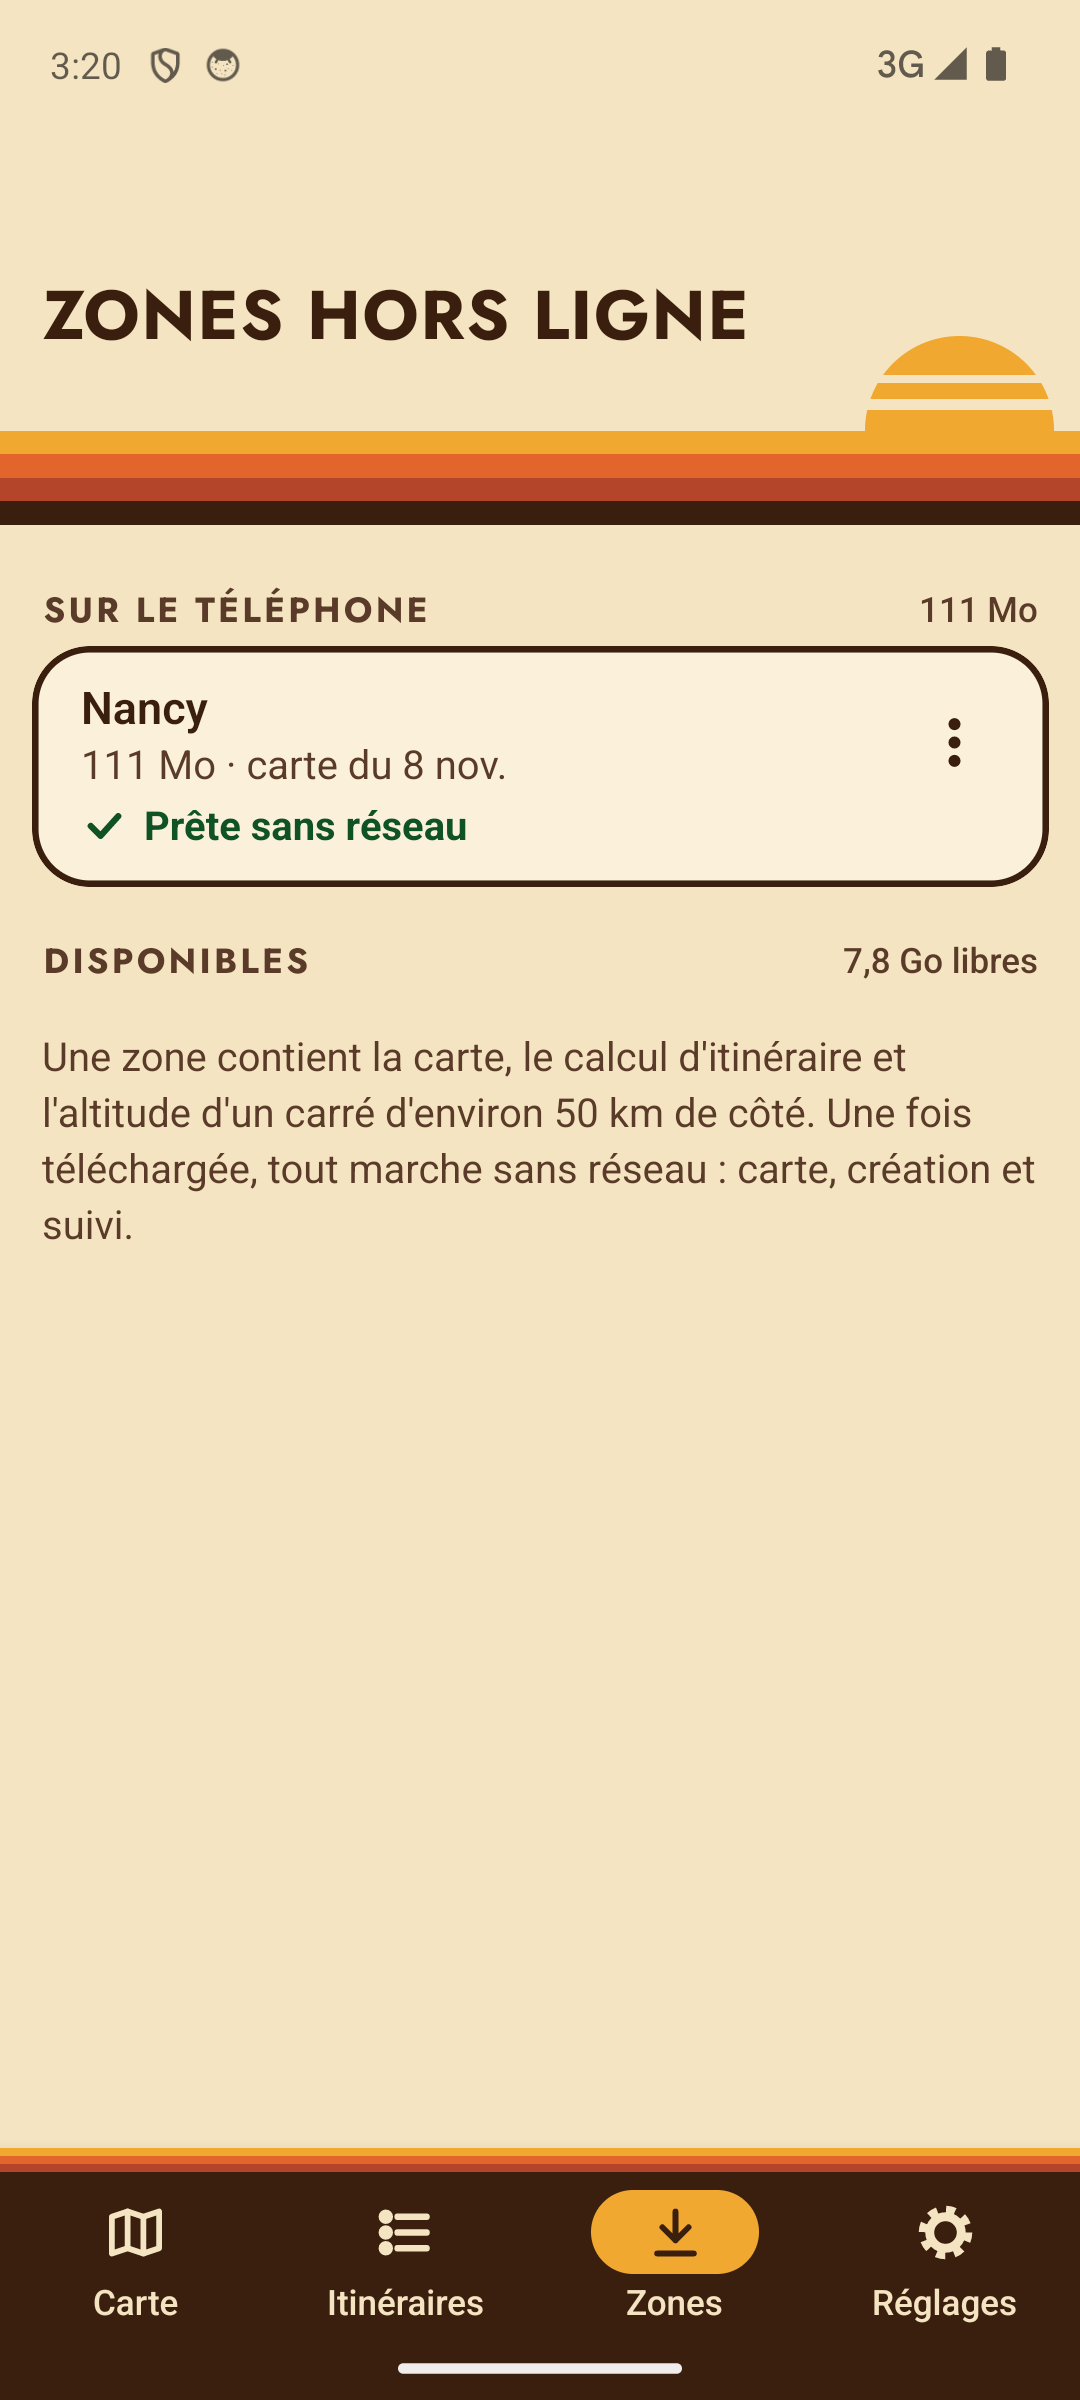 3:20
3G
ZONES HORS LIGNE
SUR LE TÉLÉPHONE
111 Mo
Nancy
111 Mo · carte du 8 nov.
Prête sans réseau
DISPONIBLES
7,8 Go libres
Une zone contient la carte, le calcul d'itinéraire et
l'altitude d'un carré d'environ 50 km de côté. Une fois
téléchargée, tout marche sans réseau : carte, création et
suivi.
Carte
Itinéraires
Zones
Réglages